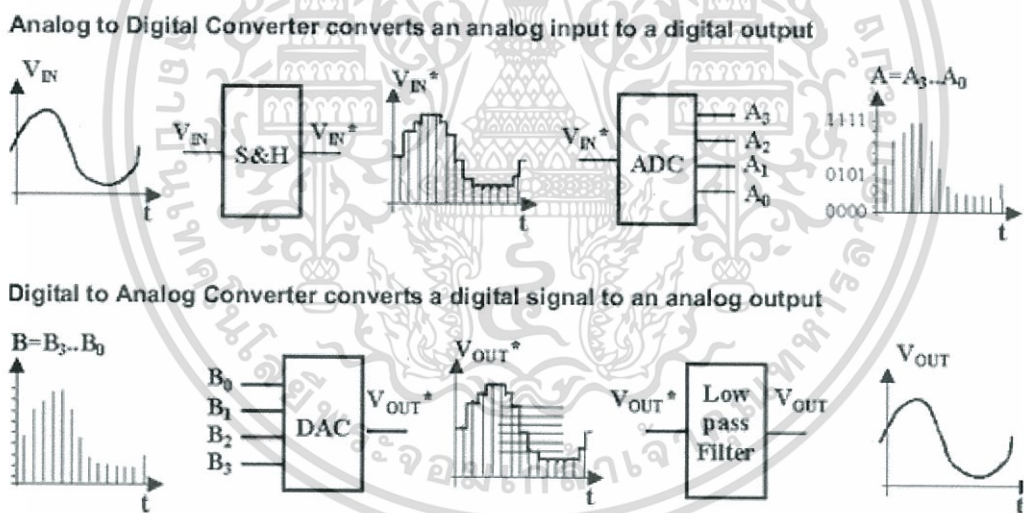 Analog to Digital Converter converts an analog input to a digital output
V_IN
t
V_IN
S&H
V_IN*
V_IN*
t
V_IN*
ADC
A_3
A_2
A_1
A_0
A=A_3..A_0
1111
0101
0000
t
Digital to Analog Converter converts a digital signal to an analog output
B=B_3..B_0
t
B_0
B_1
B_2
B_3
DAC
V_OUT*
V_OUT*
t
V_OUT*
Low
pass
Filter
V_OUT
V_OUT
t